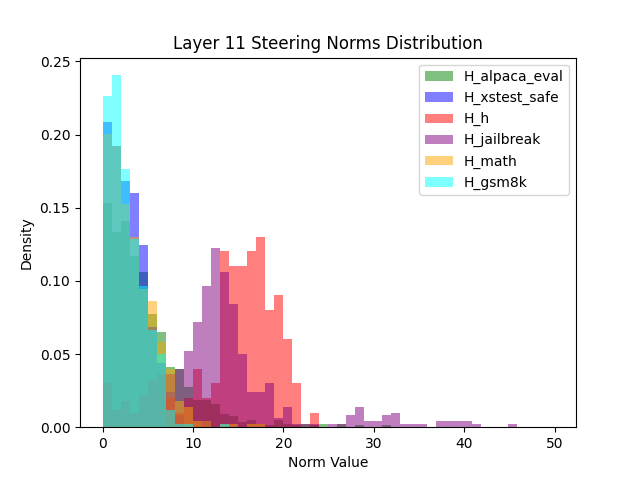 Layer 11 Steering Norms Distribution
0.25
0.20
0.15
0.10
0.05
0.00
Density
H_alpaca_eval
H_xstest_safe
H_h
H_jailbreak
H_math
H_gsm8k
0 10 20 30 40 50
Norm Value